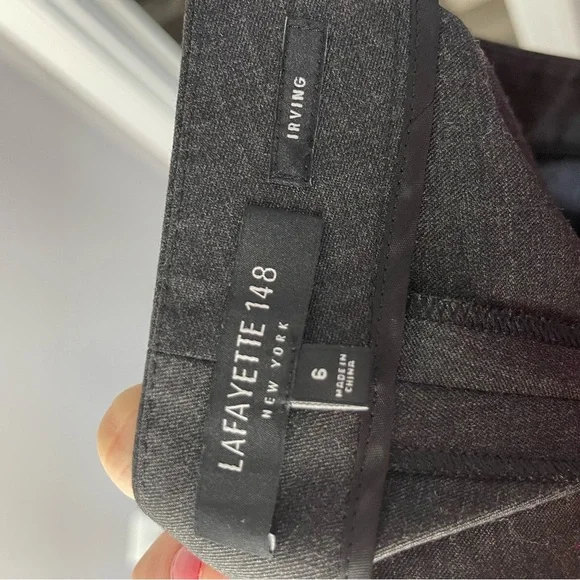 IRVING
LAFAYETTE 148
NEW YORK
6
MADE IN
CHINA